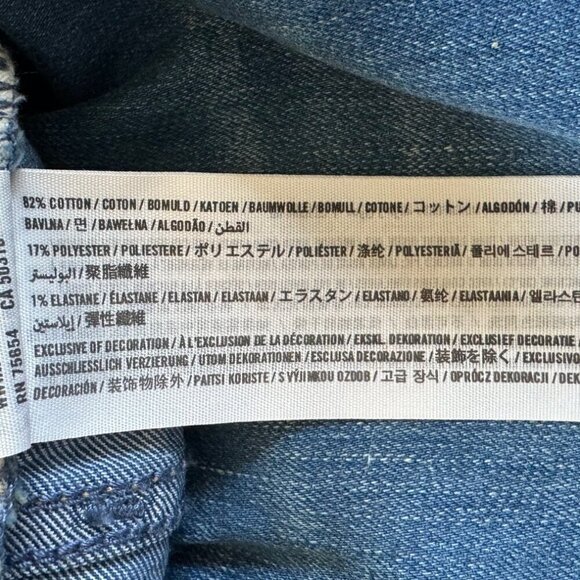 82% COTTON / COTON / BOMULD / KATOEN / BAUMWOLLE / BOMULL / COTONE / コットン / ALGODÓN / 棉 / PU
BAVLNA / 면 / BAWEŁNA / ALGODÃO / القطن
17% POLYESTER / POLIESTERE / ポリエステル / POLIÉSTER / 涤纶 / POLYESTERIÄ / 폴리에스테르 / PO
البوليستر / 聚脂纖維
1% ELASTANE / ÉLASTANE / ELASTAN / ELASTAAN / エラスタン / ELASTANO / 氨纶 / ELASTAANIA / 엘라스
إيلاستين / 彈性纖維
EXCLUSIVE OF DECORATION / À L'EXCLUSION DE LA DÉCORATION / EKSKL. DEKORATION / EXCLUSIEF DECORATIE /
AUSSCHLIESSLICH VERZIERUNG / UTOM DEKORATIONEN / ESCLUSA DECORAZIONE / 装飾を除く / EXCLUSIVO
DECORACIÓN / 装饰物除外 / PAITSI KORISTE / S VÝJIMKOU OZDOB / 고급 장식 / OPRÓCZ DEKORACJI / DEK
RN 75654 CA 50316